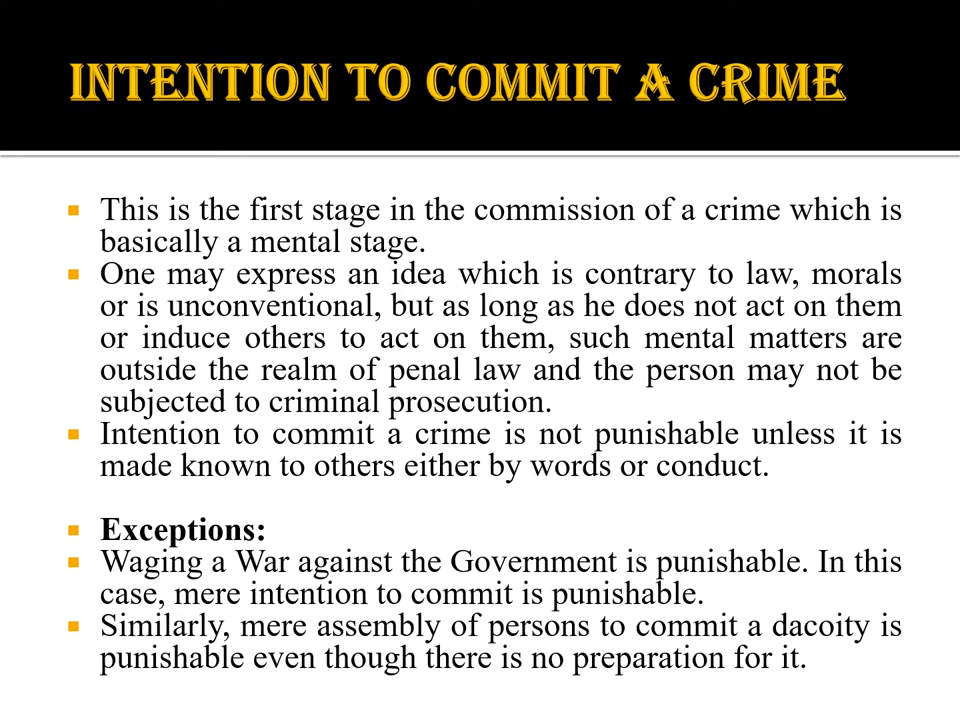 INTENTION TO COMMIT A CRIME
This is the first stage in the commission of a crime which is
basically a mental stage.
One may express an idea which is contrary to law, morals
or is unconventional, but as long as he does not act on them
or induce others to act on them, such mental matters are
outside the realm of penal law and the person may not be
subjected to criminal prosecution.
Intention to commit a crime is not punishable unless it is
made known to others either by words or conduct.
Exceptions:
Waging a War against the Government is punishable. In this
case, mere intention to commit is punishable.
Similarly, mere assembly of persons to commit a dacoity is
punishable even though there is no preparation for it.